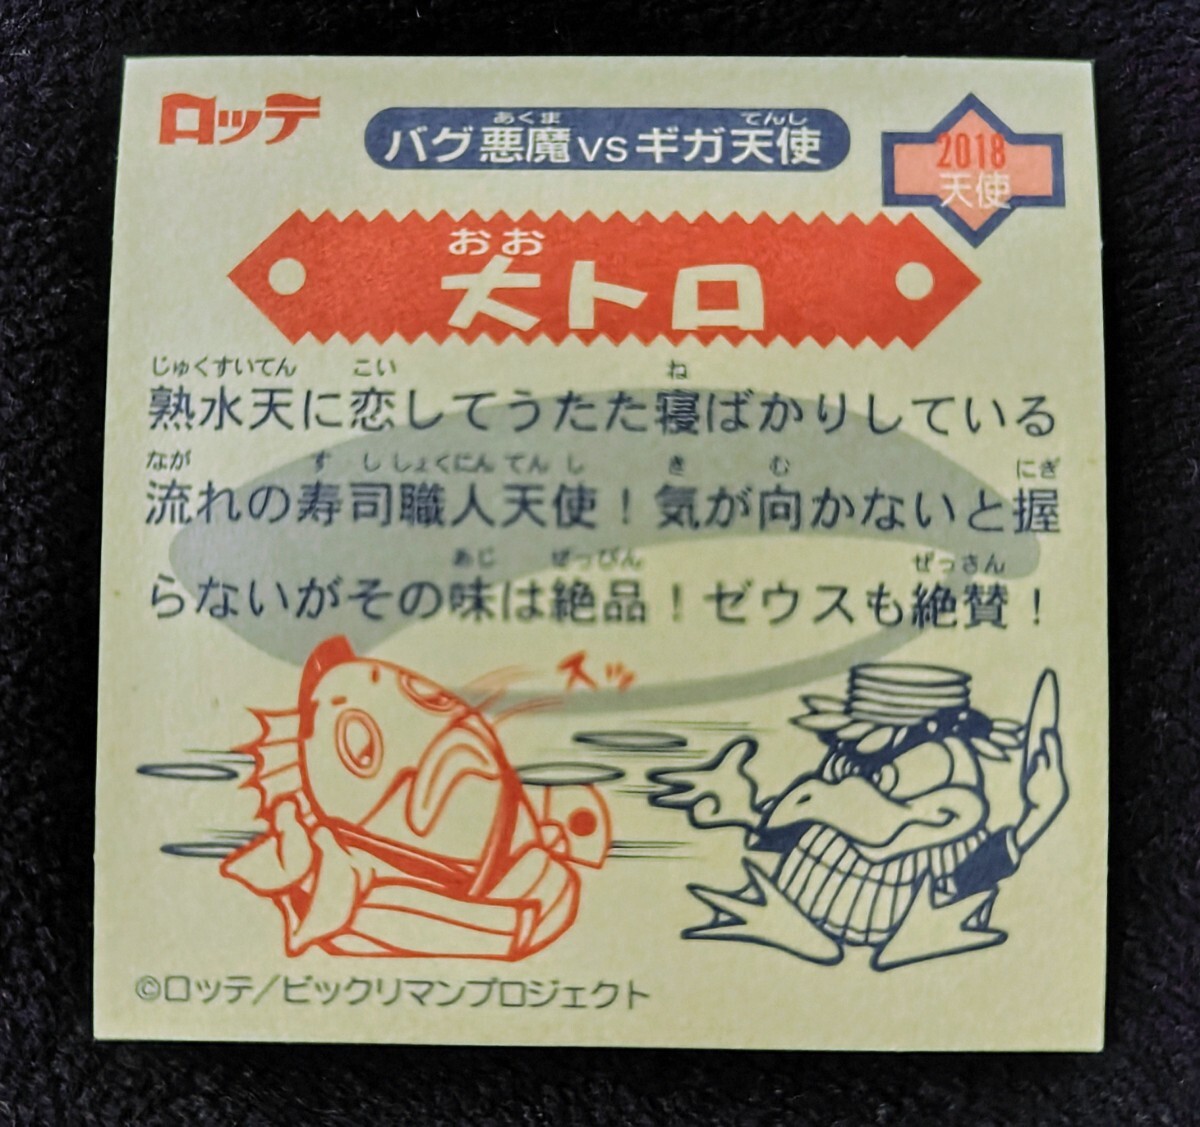 ロッテ
あくま てんし
バグ悪魔vsギガ天使
2018
天使
おお
大トロ
じゅくすいてん こい ね
熟水天に恋してうたた寝ばかりしている
なが すししょくにんてんし き む にぎ
流れの寿司職人天使！気が向かないと握
あじ ぜっぴん ぜっさん
らないがその味は絶品！ゼウスも絶賛！
スッ
©ロッテ/ビックリマンプロジェクト